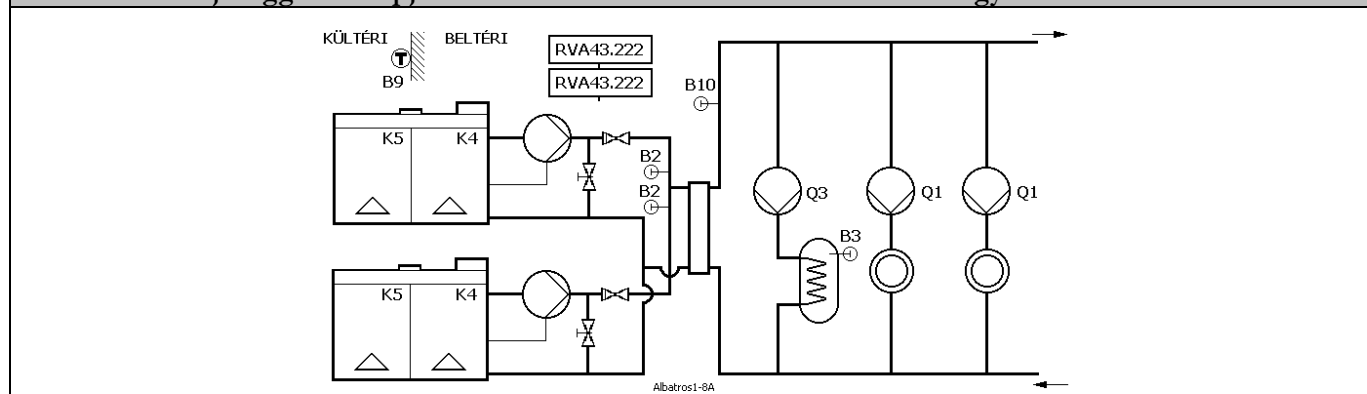 KÜLTÉRI BELTÉRI
B9
RVA43.222
RVA43.222
B10
K5 K4
B2
B2
Q3 Q1 Q1
B3
K5 K4
Albatros1-8A